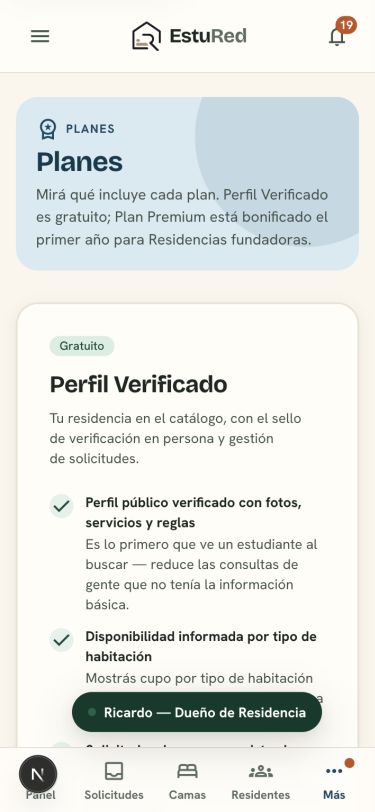 EstuRed
19
PLANES
Planes
Mirá qué incluye cada plan. Perfil Verificado
es gratuito; Plan Premium está bonificado el
primer año para Residencias fundadoras.
Gratuito
Perfil Verificado
Tu residencia en el catálogo, con el sello
de verificación en persona y gestión
de solicitudes.
Perfil público verificado con fotos,
servicios y reglas
Es lo primero que ve un estudiante al
buscar — reduce las consultas de
gente que no tenía la información
básica.
Disponibilidad informada por tipo de
habitación
Mostrás cupo por tipo de habitación
Ricardo — Dueño de Residencia
N
Panel
Solicitudes
Camas
Residentes
Más